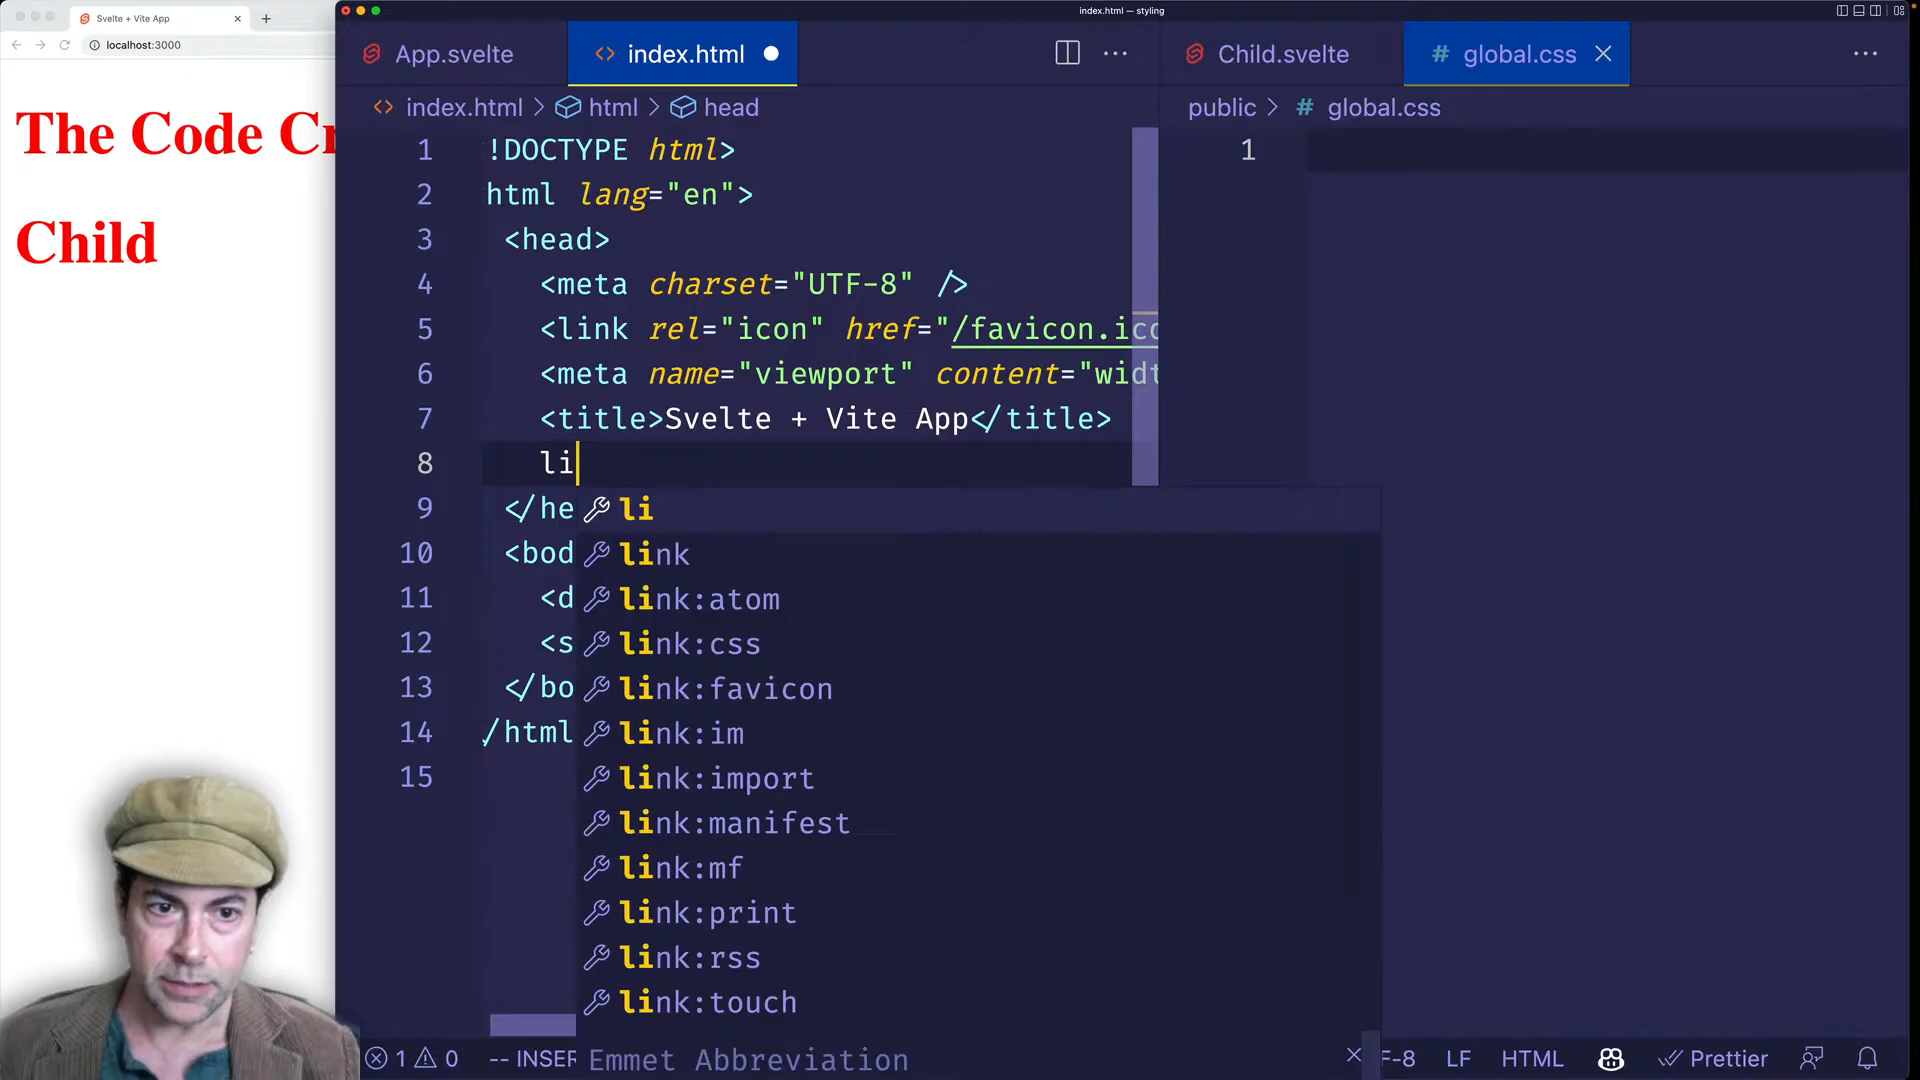 Svelte + Vite App
localhost:3000
The Code Cr
Child
index.html — styling
App.svelte
index.html
Child.svelte
global.css
index.html > html > head
public > # global.css
1 !DOCTYPE html>
2 html lang="en">
3 <head>
4 <meta charset="UTF-8" />
5 <link rel="icon" href="/favicon.ico
6 <meta name="viewport" content="widt
7 <title>Svelte + Vite App</title>
8 li
9 </he
10 <bod
11 <d
12 <s
13 </bo
14 /html
15
li
link
link:atom
link:css
link:favicon
link:im
link:import
link:manifest
link:mf
link:print
link:rss
link:touch
Emmet Abbreviation
1
1 0 -- INSER
F-8 LF HTML Prettier